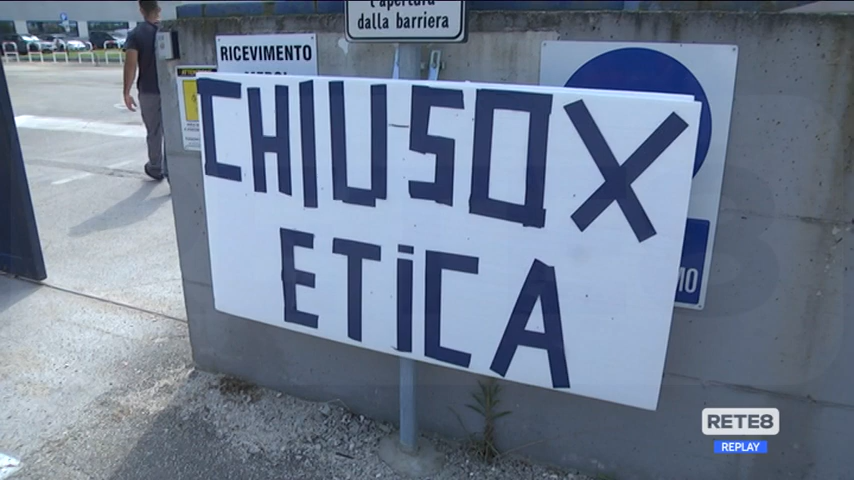 l'apertura
dalla barriera
RICEVIMENTO
CHIUSO X
ETiCA
RETE8
REPLAY